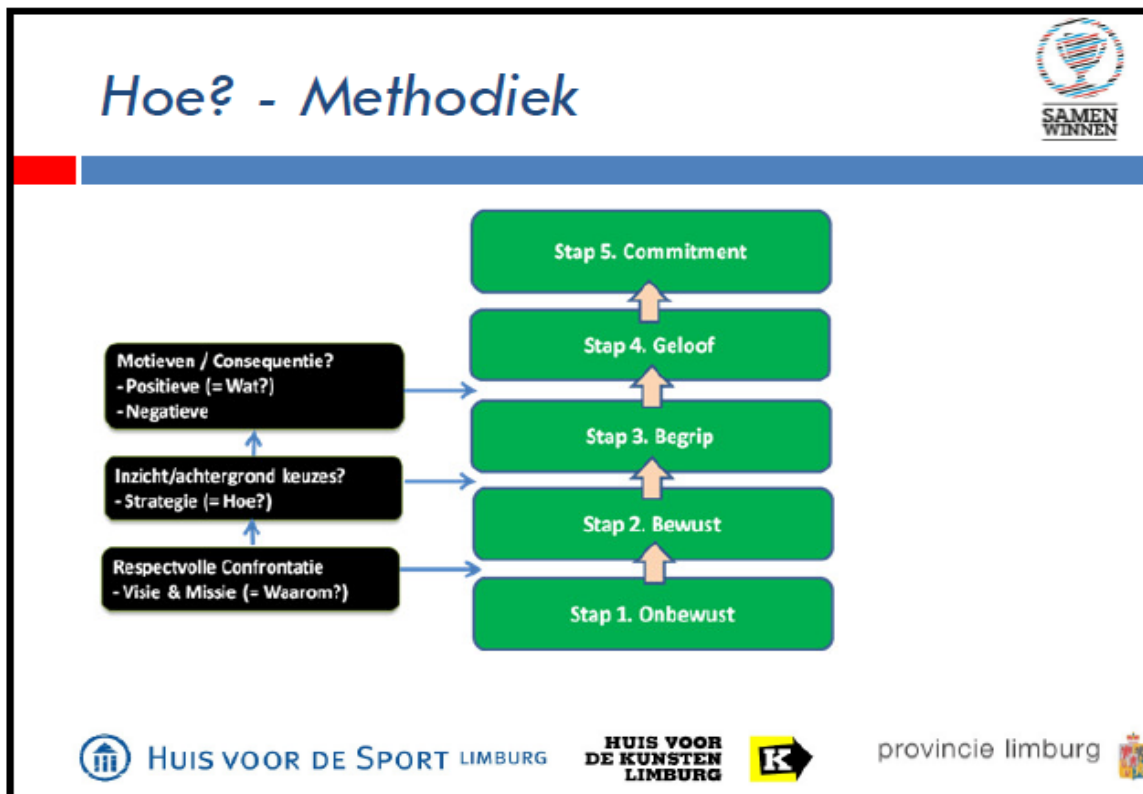 Hoe? - Methodiek
SAMEN
WINNEN
Stap 5. Commitment
Stap 4. Geloof
Motieven / Consequentie?
- Positieve (= Wat?)
- Negatieve
Stap 3. Begrip
Inzicht/achtergrond keuzes?
- Strategie (= Hoe?)
Stap 2. Bewust
Respectvolle Confrontatie
- Visie & Missie (= Waarom?)
Stap 1. Onbewust
HUIS VOOR DE SPORT LIMBURG
HUIS VOOR
DE KUNSTEN
LIMBURG
K
provincie limburg